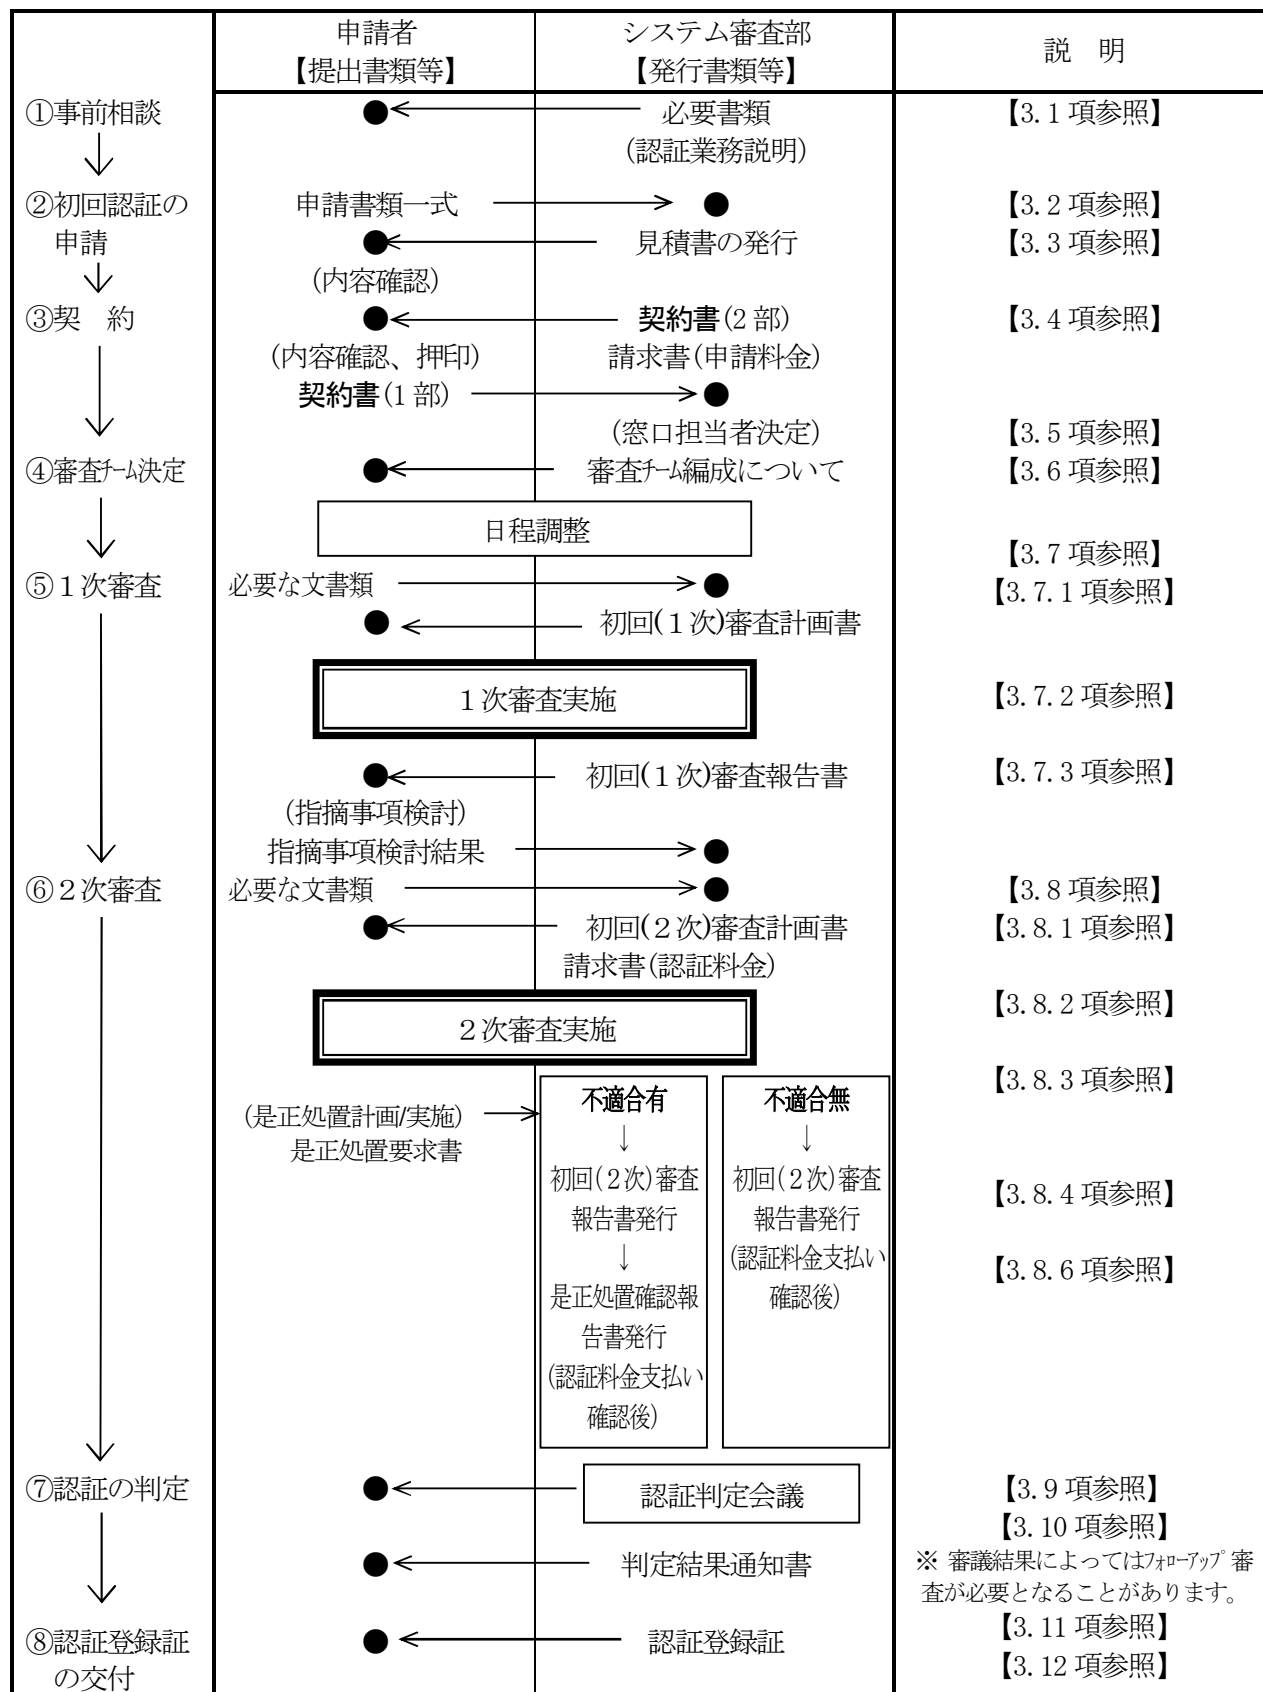 申請者
【提出書類等】
システム審査部
【発行書類等】
説　明
①事前相談
必要書類
(認証業務説明)
【3.1 項参照】
②初回認証の
申請
申請書類一式
【3.2 項参照】
見積書の発行
【3.3 項参照】
(内容確認)
③契　約
契約書(2 部)
【3.4 項参照】
(内容確認、押印)
請求書(申請料金)
契約書(1 部)
(窓口担当者決定)
【3.5 項参照】
④審査ﾁｰﾑ決定
審査ﾁｰﾑ編成について
【3.6 項参照】
日程調整
【3.7 項参照】
⑤１次審査
必要な文書類
【3.7.1 項参照】
初回(１次)審査計画書
１次審査実施
【3.7.2 項参照】
初回(１次)審査報告書
【3.7.3 項参照】
(指摘事項検討)
指摘事項検討結果
⑥２次審査
必要な文書類
【3.8 項参照】
初回(２次)審査計画書
【3.8.1 項参照】
請求書(認証料金)
２次審査実施
【3.8.2 項参照】
【3.8.3 項参照】
(是正処置計画/実施)
是正処置要求書
不適合有
↓
初回(２次)審査
報告書発行
↓
是正処置確認報
告書発行
(認証料金支払い
確認後)
不適合無
↓
初回(２次)審査
報告書発行
(認証料金支払い
確認後)
【3.8.4 項参照】
【3.8.6 項参照】
⑦認証の判定
認証判定会議
【3.9 項参照】
【3.10 項参照】
判定結果通知書
※ 審議結果によってはﾌｫﾛｰｱｯﾌﾟ審
査が必要となることがあります。
⑧認証登録証
の交付
認証登録証
【3.11 項参照】
【3.12 項参照】